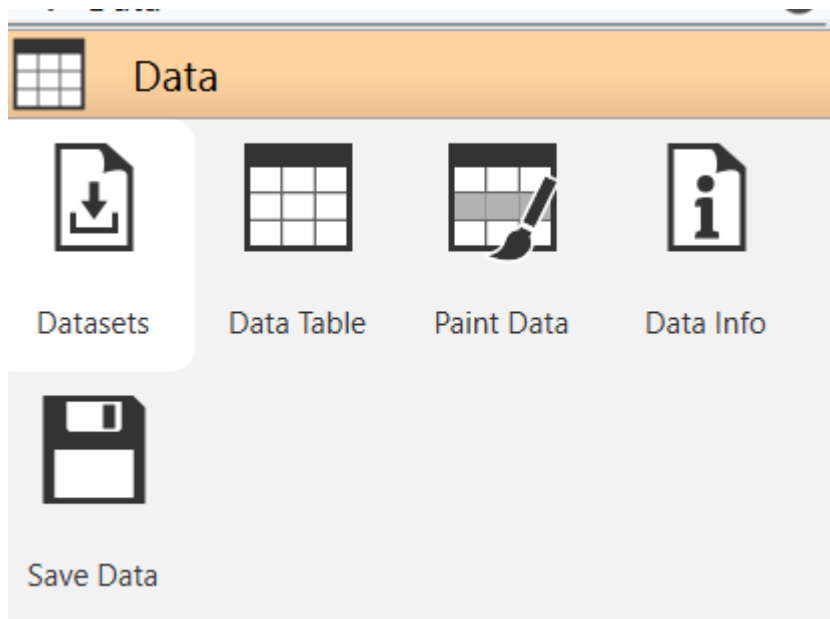 Data
Datasets
Data Table
Paint Data
Data Info
Save Data